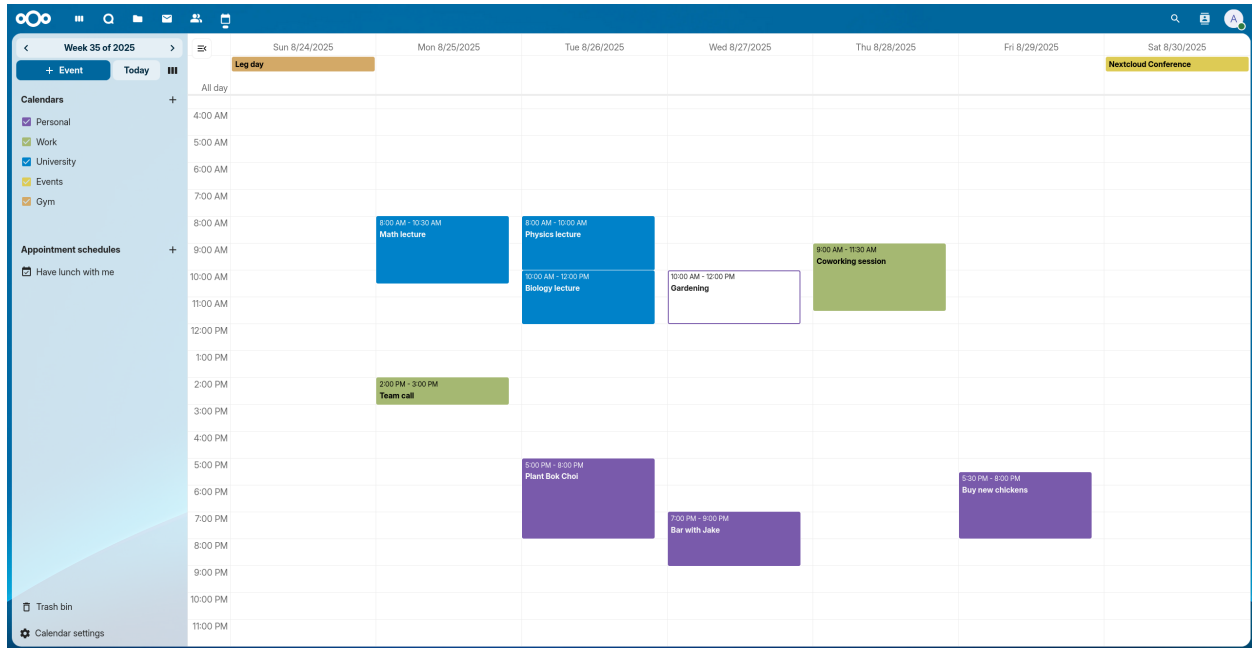 Week 35 of 2025
+ Event
Today
Calendars
Personal
Work
University
Events
Gym
Appointment schedules
Have lunch with me
Trash bin
Calendar settings
A
Sun 8/24/2025
Mon 8/25/2025
Tue 8/26/2025
Wed 8/27/2025
Thu 8/28/2025
Fri 8/29/2025
Sat 8/30/2025
Leg day
Nextcloud Conference
All day
4:00 AM
5:00 AM
6:00 AM
7:00 AM
8:00 AM
8:00 AM - 10:30 AM
Math lecture
8:00 AM - 10:00 AM
Physics lecture
9:00 AM
9:00 AM - 11:30 AM
Coworking session
10:00 AM
10:00 AM - 12:00 PM
Biology lecture
10:00 AM - 12:00 PM
Gardening
11:00 AM
12:00 PM
1:00 PM
2:00 PM
2:00 PM - 3:00 PM
Team call
3:00 PM
4:00 PM
5:00 PM
5:00 PM - 8:00 PM
Plant Bok Choi
5:30 PM - 8:00 PM
Buy new chickens
6:00 PM
7:00 PM
7:00 PM - 9:00 PM
Bar with Jake
8:00 PM
9:00 PM
10:00 PM
11:00 PM